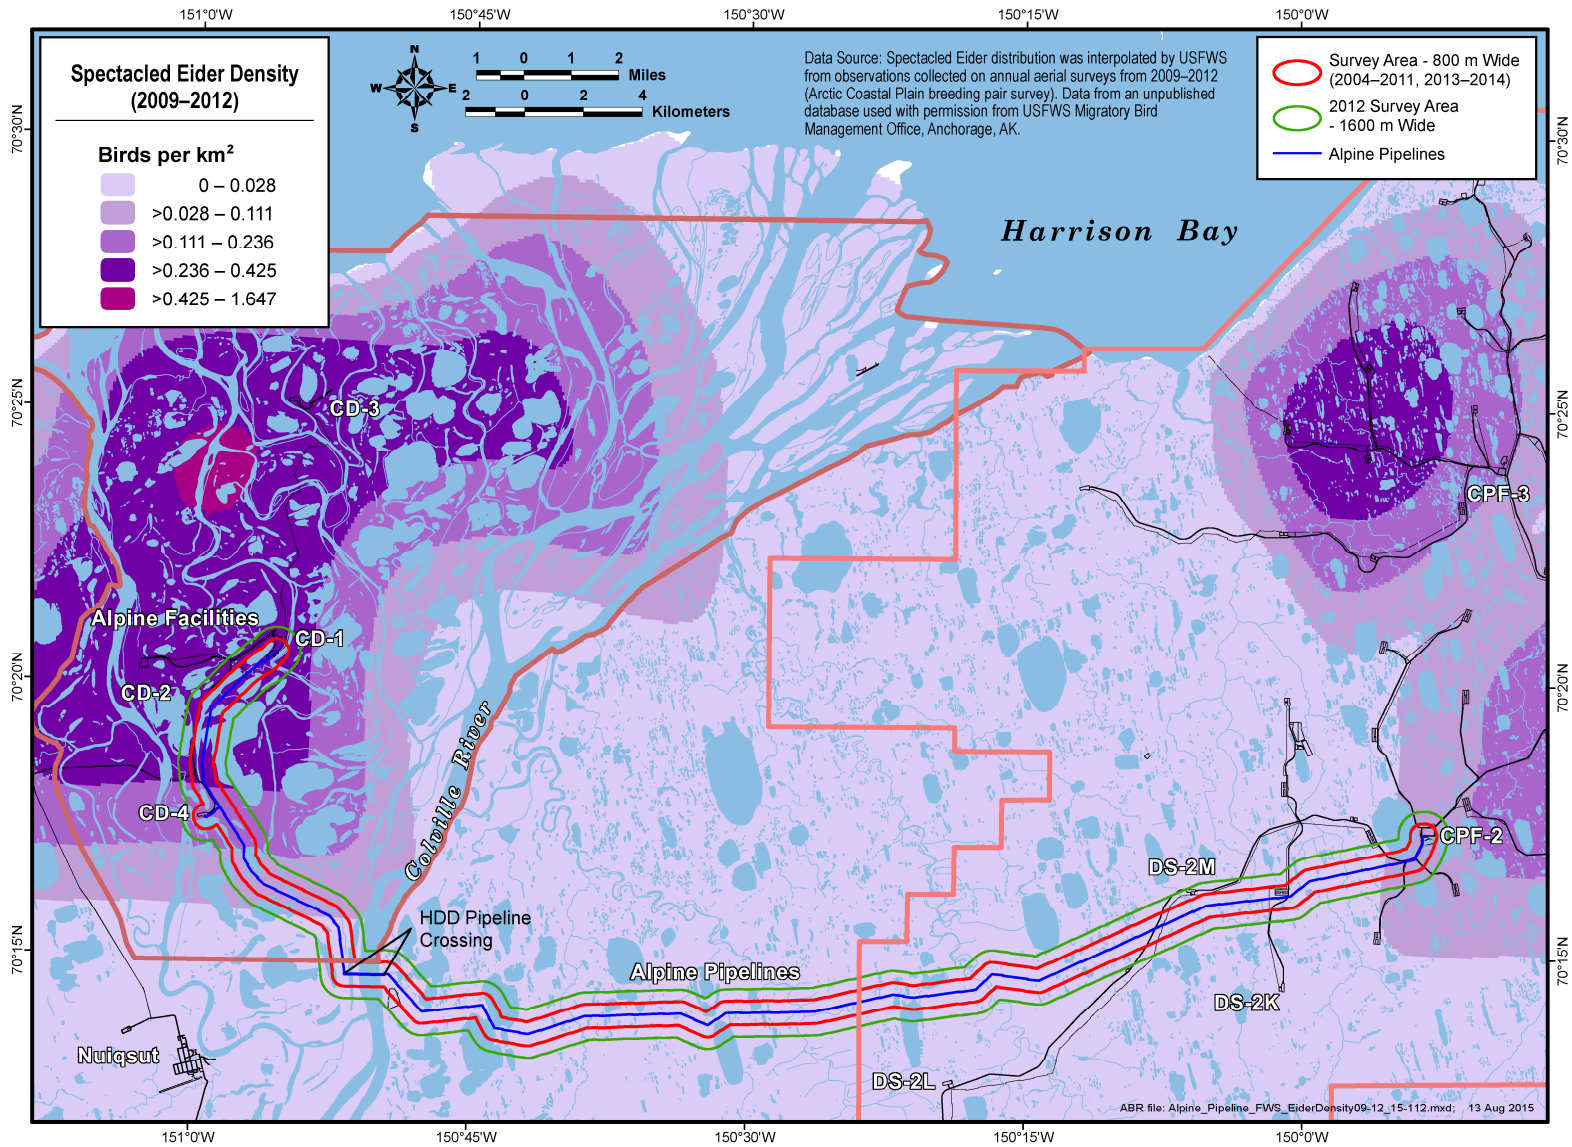 151°0'W
150°45'W
150°30'W
150°15'W
150°0'W
Spectacled Eider Density
(2009–2012)
Birds per km²
0 – 0.028
>0.028 – 0.111
>0.111 – 0.236
>0.236 – 0.425
>0.425 – 1.647
N
W
E
S
1 0 1 2
Miles
2 0 2 4
Kilometers
Data Source: Spectacled Eider distribution was interpolated by USFWS
from observations collected on annual aerial surveys from 2009–2012
(Arctic Coastal Plain breeding pair survey). Data from an unpublished
database used with permission from USFWS Migratory Bird
Management Office, Anchorage, AK.
Survey Area - 800 m Wide
(2004–2011, 2013–2014)
2012 Survey Area
- 1600 m Wide
Alpine Pipelines
70°30'N
70°30'N
Harrison Bay
70°25'N
70°25'N
CD-3
CPF-3
Alpine Facilities
CD-1
CD-2
70°20'N
70°20'N
Colville River
CD-4
CPF-2
DS-2M
HDD Pipeline
Crossing
70°15'N
70°15'N
Alpine Pipelines
DS-2K
Nuiqsut
DS-2L
ABR file: Alpine_Pipeline_FWS_EiderDensity09-12_15-112.mxd; 13 Aug 2015
151°0'W
150°45'W
150°30'W
150°15'W
150°0'W